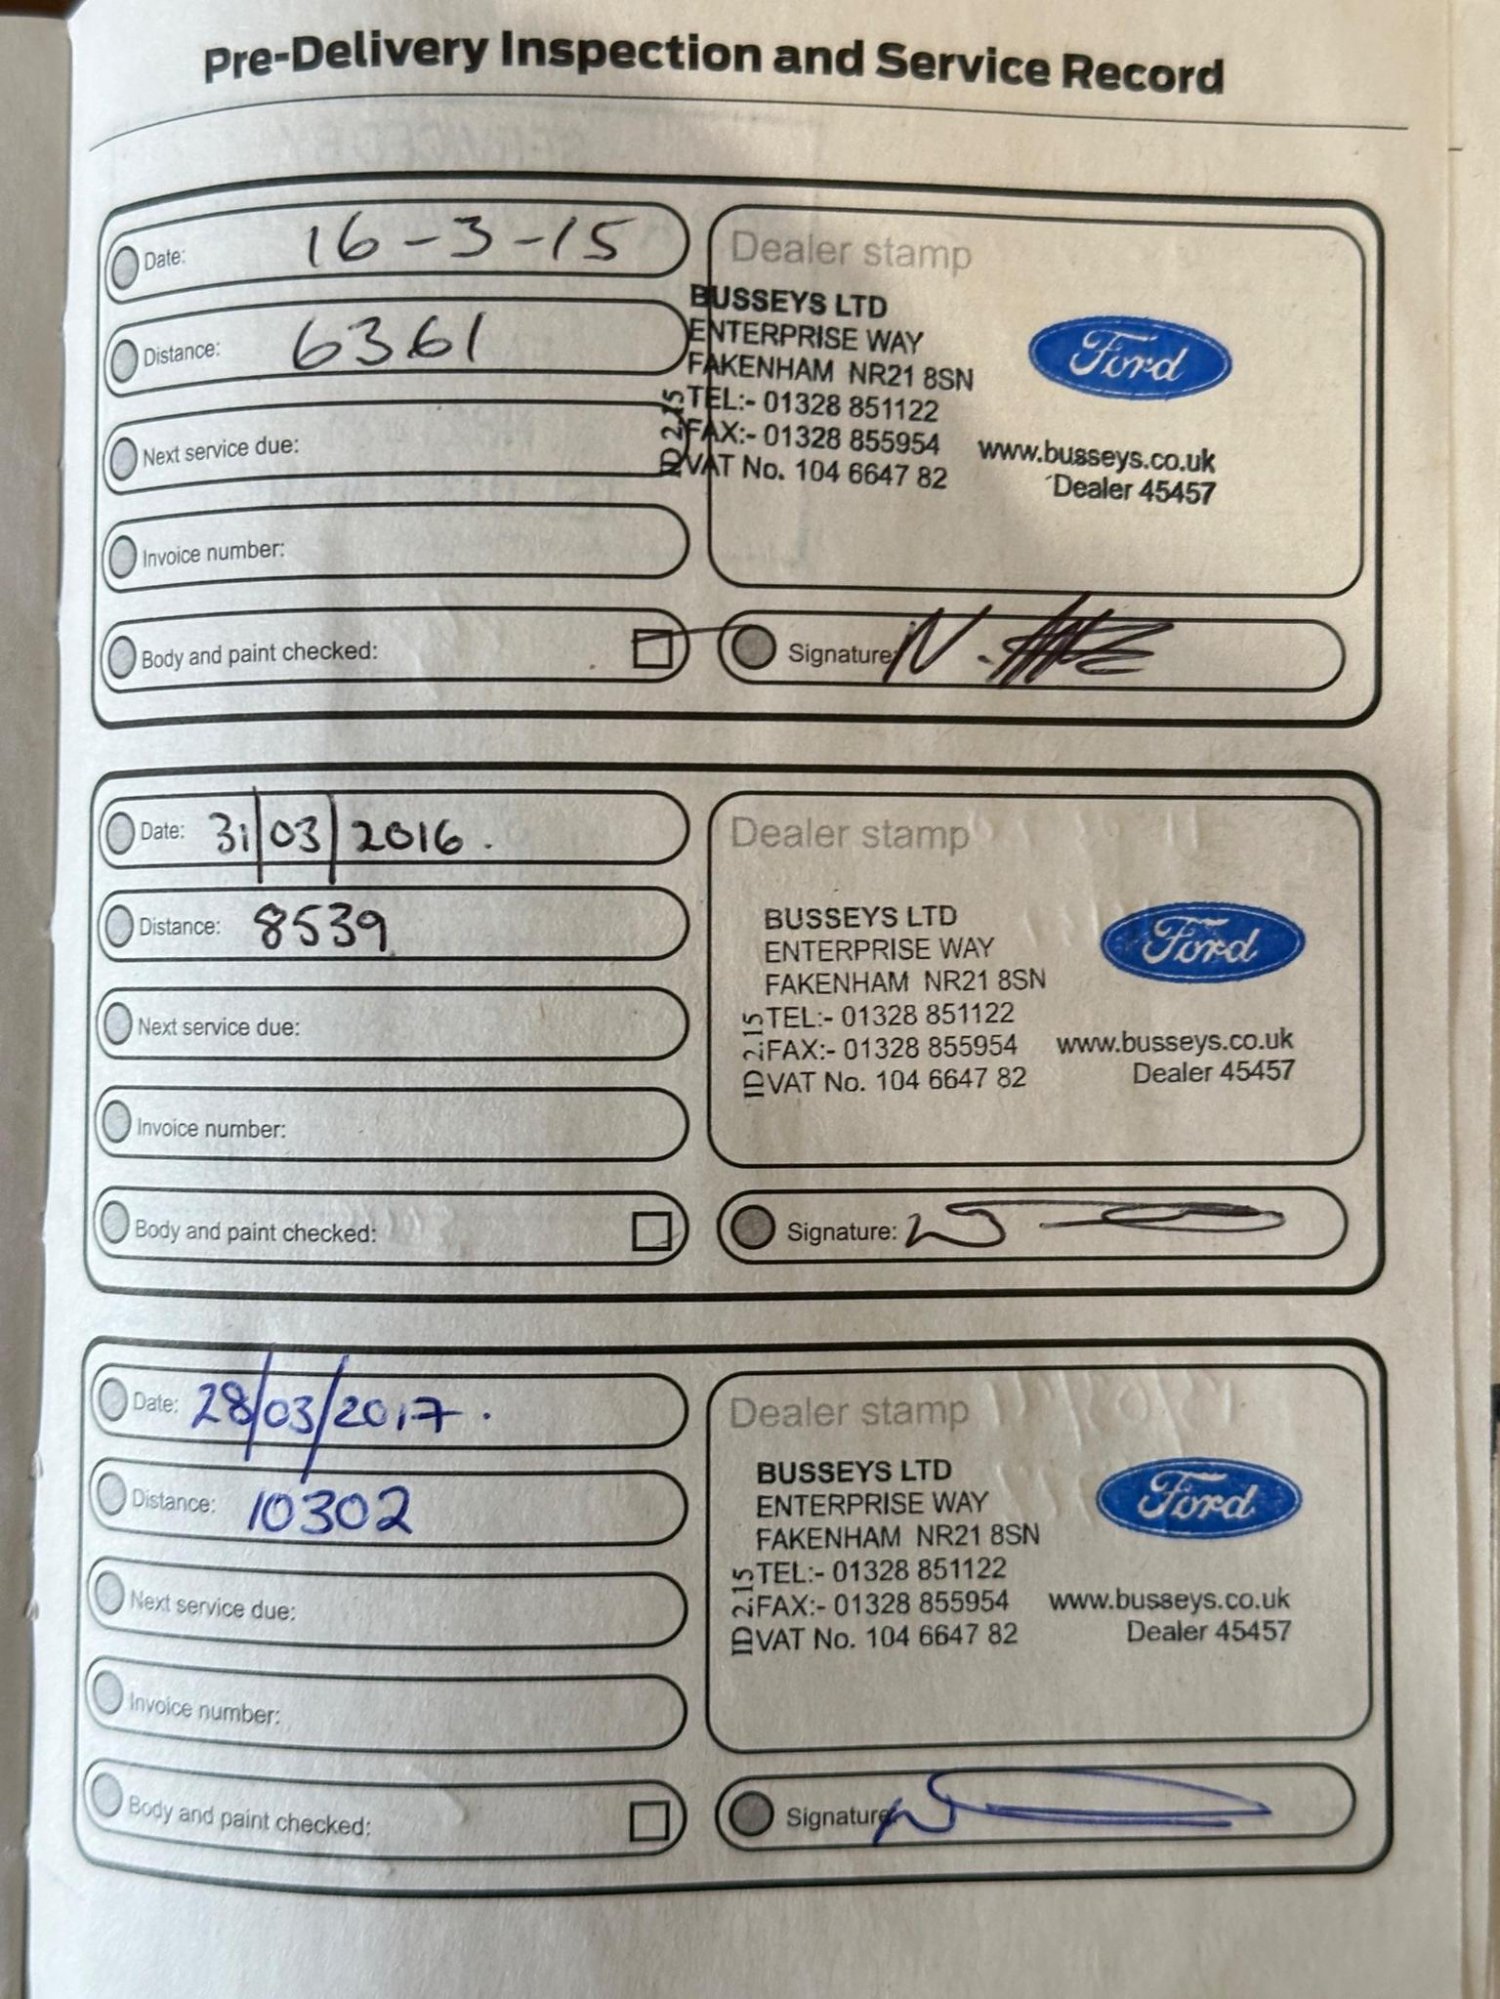 Pre-Delivery Inspection and Service Record
Date: 16-3-15
Distance: 6361
Next service due:
Invoice number:
Body and paint checked:
Dealer stamp
BUSSEYS LTD
ENTERPRISE WAY
FAKENHAM NR21 8SN
TEL:- 01328 851122
FAX:- 01328 855954
VAT No. 104 6647 82
ID 2.15
Ford
www.busseys.co.uk
Dealer 45457
Signature:
Date: 31/03/2016.
Distance: 8539
Next service due:
Invoice number:
Body and paint checked:
Dealer stamp
BUSSEYS LTD
ENTERPRISE WAY
FAKENHAM NR21 8SN
TEL:- 01328 851122
FAX:- 01328 855954
VAT No. 104 6647 82
ID 2.15
Ford
www.busseys.co.uk
Dealer 45457
Signature:
Date: 28/03/2017.
Distance: 10302
Next service due:
Invoice number:
Body and paint checked:
Dealer stamp
BUSSEYS LTD
ENTERPRISE WAY
FAKENHAM NR21 8SN
TEL:- 01328 851122
FAX:- 01328 855954
VAT No. 104 6647 82
ID 2.15
Ford
www.busseys.co.uk
Dealer 45457
Signature: